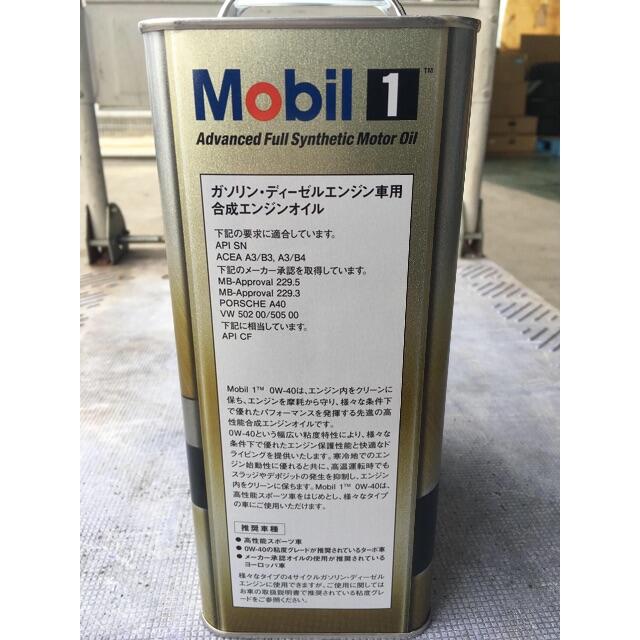 Mobil 1™
Advanced Full Synthetic Motor Oil
ガソリン・ディーゼルエンジン車用
合成エンジンオイル
下記の要求に適合しています。
API SN
ACEA A3/B3, A3/B4
下記のメーカー承認を取得しています。
MB-Approval 229.5
MB-Approval 229.3
PORSCHE A40
VW 502 00/505 00
下記に相当しています。
API CF
Mobil 1™ 0W-40は、エンジン内をクリーンに
保ち、エンジンを摩耗から守り、様々な条件下
で優れたパフォーマンスを発揮する先進の高
性能合成エンジンオイルです。
0W-40という幅広い粘度特性により、様々な
条件下で優れたエンジン保護性能と快適なド
ライビングを提供いたします。寒冷地でのエン
ジン始動性に優れると共に、高温運転時でも
スラッジやデポジットの発生を抑制し、エンジン
内をクリーンに保ちます。Mobil 1™ 0W-40は、
高性能スポーツ車をはじめとし、様々なタイプ
の車にご使用いただけます。
推奨車種
● 高性能スポーツ車
● 0W-40の粘度グレードが推奨されているターボ車
● メーカー承認オイルの使用が推奨されている
ヨーロッパ車
様々なタイプの4サイクルガソリン・ディーゼル
エンジンに使用できますが、ご使用に関しては
お車の取扱説明書で推奨されている粘度グレ
ードをご参照ください。